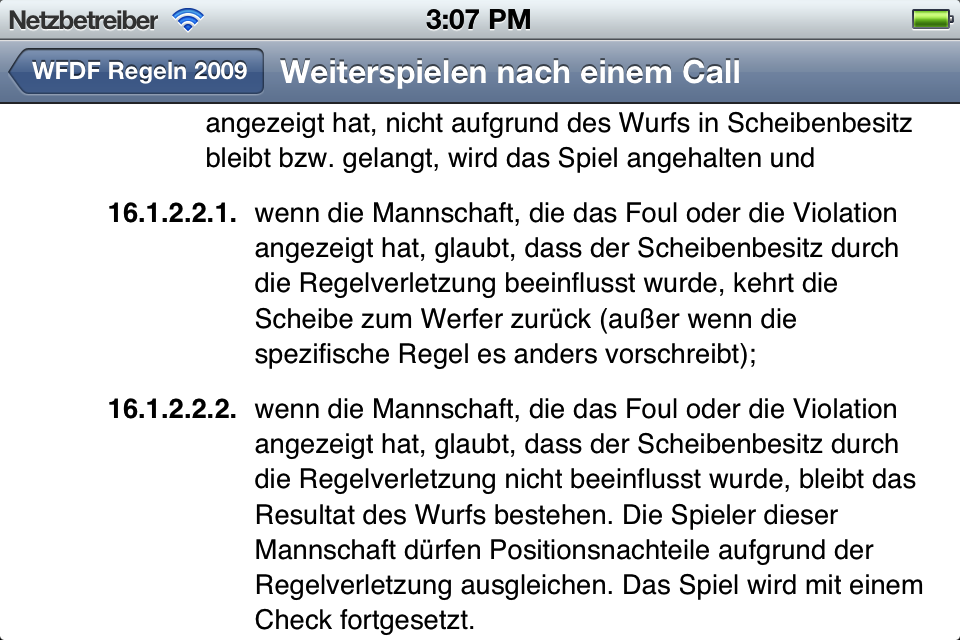 Netzbetreiber 3:07 PM
WFDF Regeln 2009 Weiterspielen nach einem Call
angezeigt hat, nicht aufgrund des Wurfs in Scheibenbesitz
bleibt bzw. gelangt, wird das Spiel angehalten und
16.1.2.2.1. wenn die Mannschaft, die das Foul oder die Violation
angezeigt hat, glaubt, dass der Scheibenbesitz durch
die Regelverletzung beeinflusst wurde, kehrt die
Scheibe zum Werfer zurück (außer wenn die
spezifische Regel es anders vorschreibt);
16.1.2.2.2. wenn die Mannschaft, die das Foul oder die Violation
angezeigt hat, glaubt, dass der Scheibenbesitz durch
die Regelverletzung nicht beeinflusst wurde, bleibt das
Resultat des Wurfs bestehen. Die Spieler dieser
Mannschaft dürfen Positionsnachteile aufgrund der
Regelverletzung ausgleichen. Das Spiel wird mit einem
Check fortgesetzt.